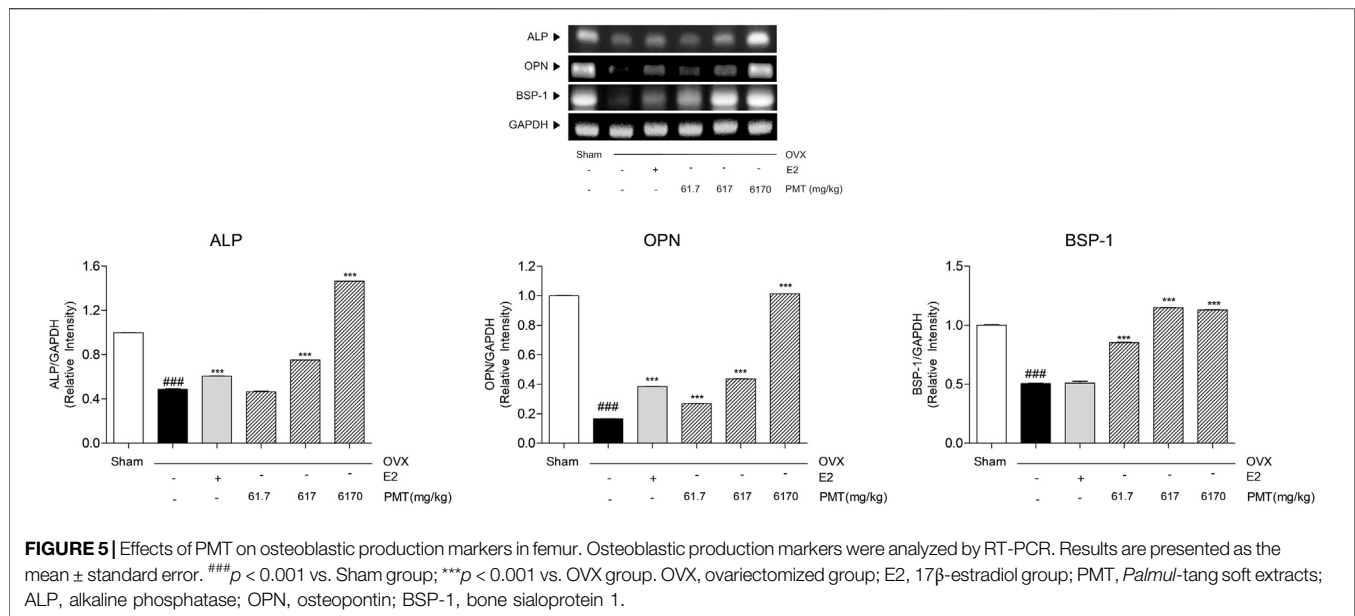 ALP ▶
OPN ▶
BSP-1 ▶
GAPDH ▶
Sham OVX
- - + - - - E2
- - - 61.7 617 6170 PMT (mg/kg)
ALP
ALP/GAPDH
(Relative Intensity)
1.6
1.2
0.8
0.4
0.0
###
***
***
***
Sham OVX
- + - - - E2
- - 61.7 617 6170 PMT(mg/kg)
OPN
OPN/GAPDH
(Relative Intensity)
1.0
0.8
0.6
0.4
0.2
0.0
###
***
***
***
***
Sham OVX
- + - - - E2
- - 61.7 617 6170 PMT(mg/kg)
BSP-1
BSP-1/GAPDH
(Relative Intensity)
1.5
1.0
0.5
0.0
###
***
***
***
Sham OVX
- + - - - E2
- - 61.7 617 6170 PMT(mg/kg)
FIGURE 5 | Effects of PMT on osteoblastic production markers in femur. Osteoblastic production markers were analyzed by RT-PCR. Results are presented as the
mean ± standard error. ###p < 0.001 vs. Sham group; ***p < 0.001 vs. OVX group. OVX, ovariectomized group; E2, 17β-estradiol group; PMT, Palmul-tang soft extracts;
ALP, alkaline phosphatase; OPN, osteopontin; BSP-1, bone sialoprotein 1.